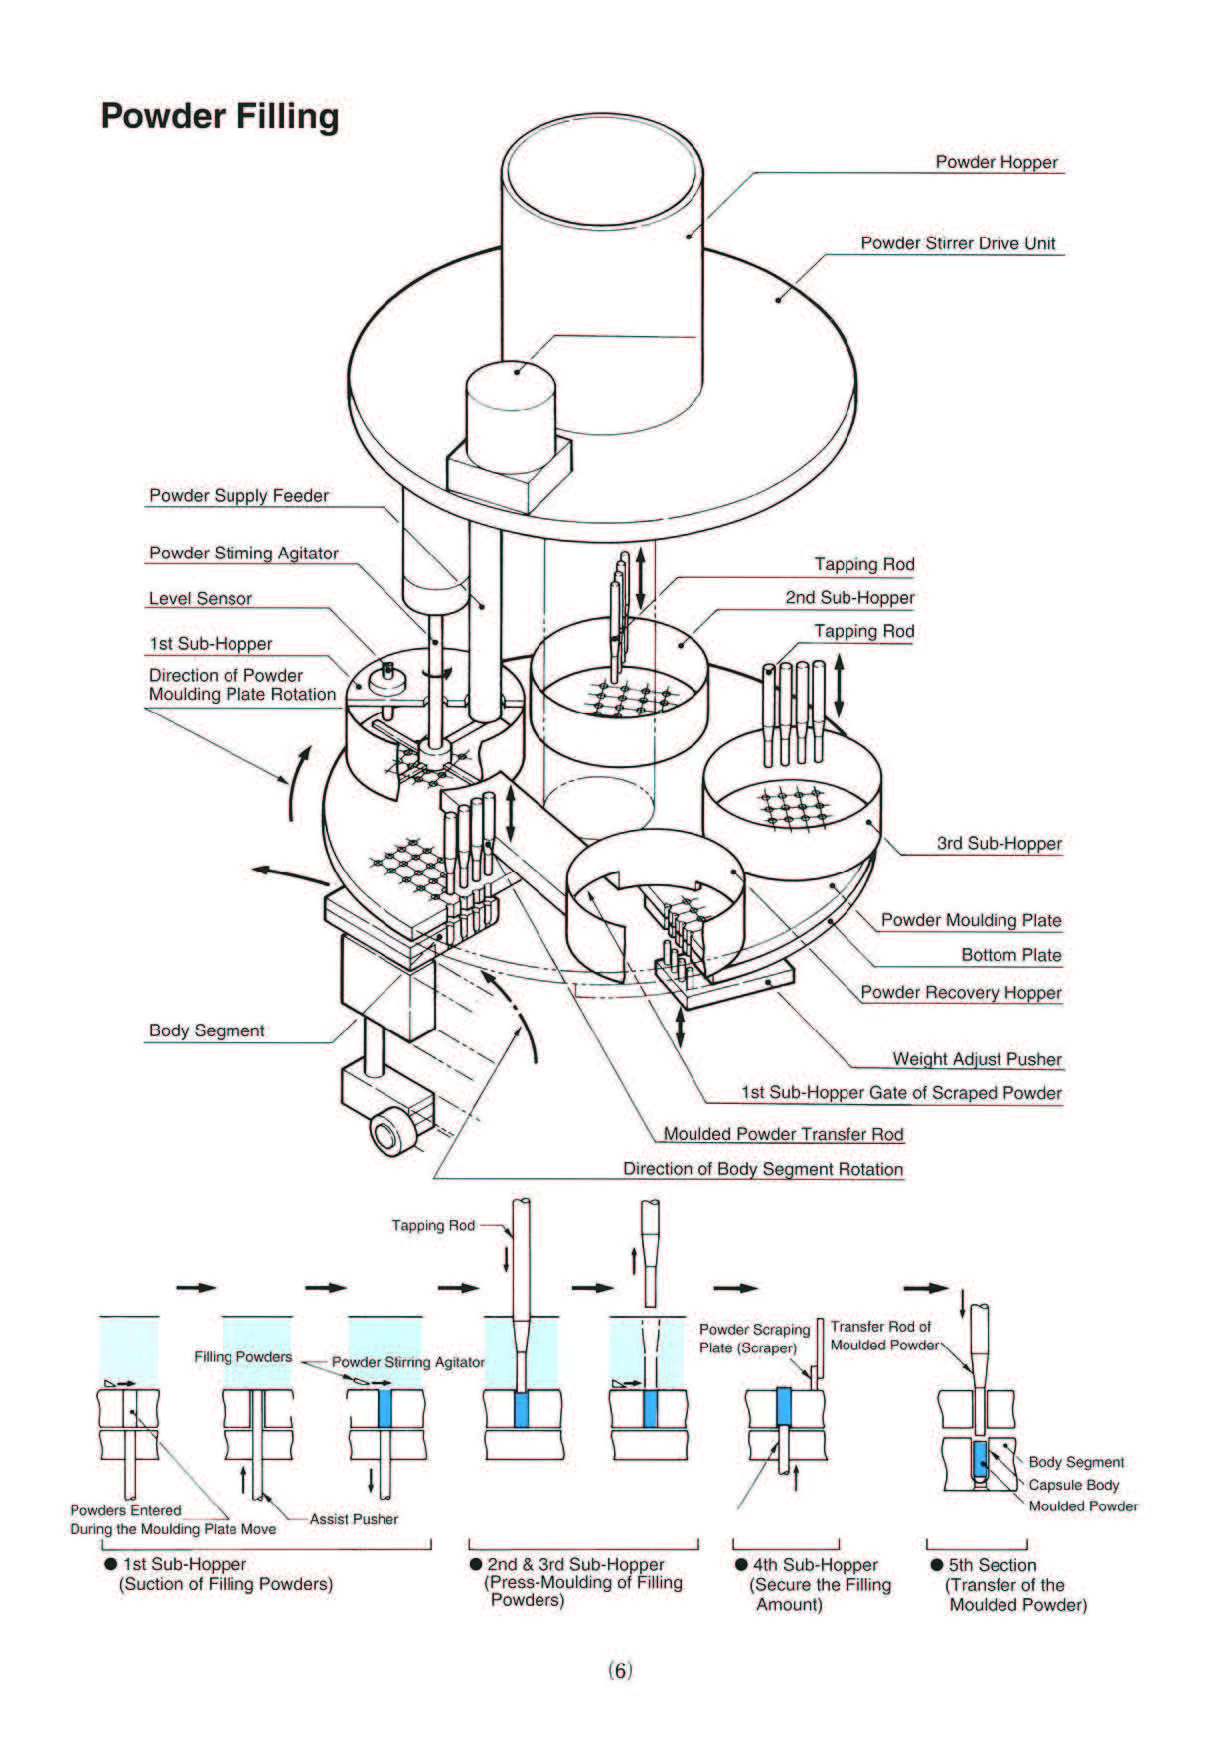 Powder Filling
Powder Hopper
Powder Stirrer Drive Unit
Powder Supply Feeder
Powder Stiming Agitator
Level Sensor
1st Sub-Hopper
Direction of Powder
Moulding Plate Rotation
Tapping Rod
2nd Sub-Hopper
Tapping Rod
3rd Sub-Hopper
Powder Moulding Plate
Bottom Plate
Powder Recovery Hopper
Body Segment
Weight Adjust Pusher
1st Sub-Hopper Gate of Scraped Powder
Moulded Powder Transfer Rod
Direction of Body Segment Rotation
Tapping Rod
Filling Powders
Powder Stirring Agitator
Powder Scraping
Plate (Scraper)
Transfer Rod of
Moulded Powder
Body Segment
Capsule Body
Moulded Powder
Powders Entered
During the Moulding Plate Move
Assist Pusher
● 1st Sub-Hopper
(Suction of Filling Powders)
● 2nd & 3rd Sub-Hopper
(Press-Moulding of Filling
Powders)
● 4th Sub-Hopper
(Secure the Filling
Amount)
● 5th Section
(Transfer of the
Moulded Powder)
(6)